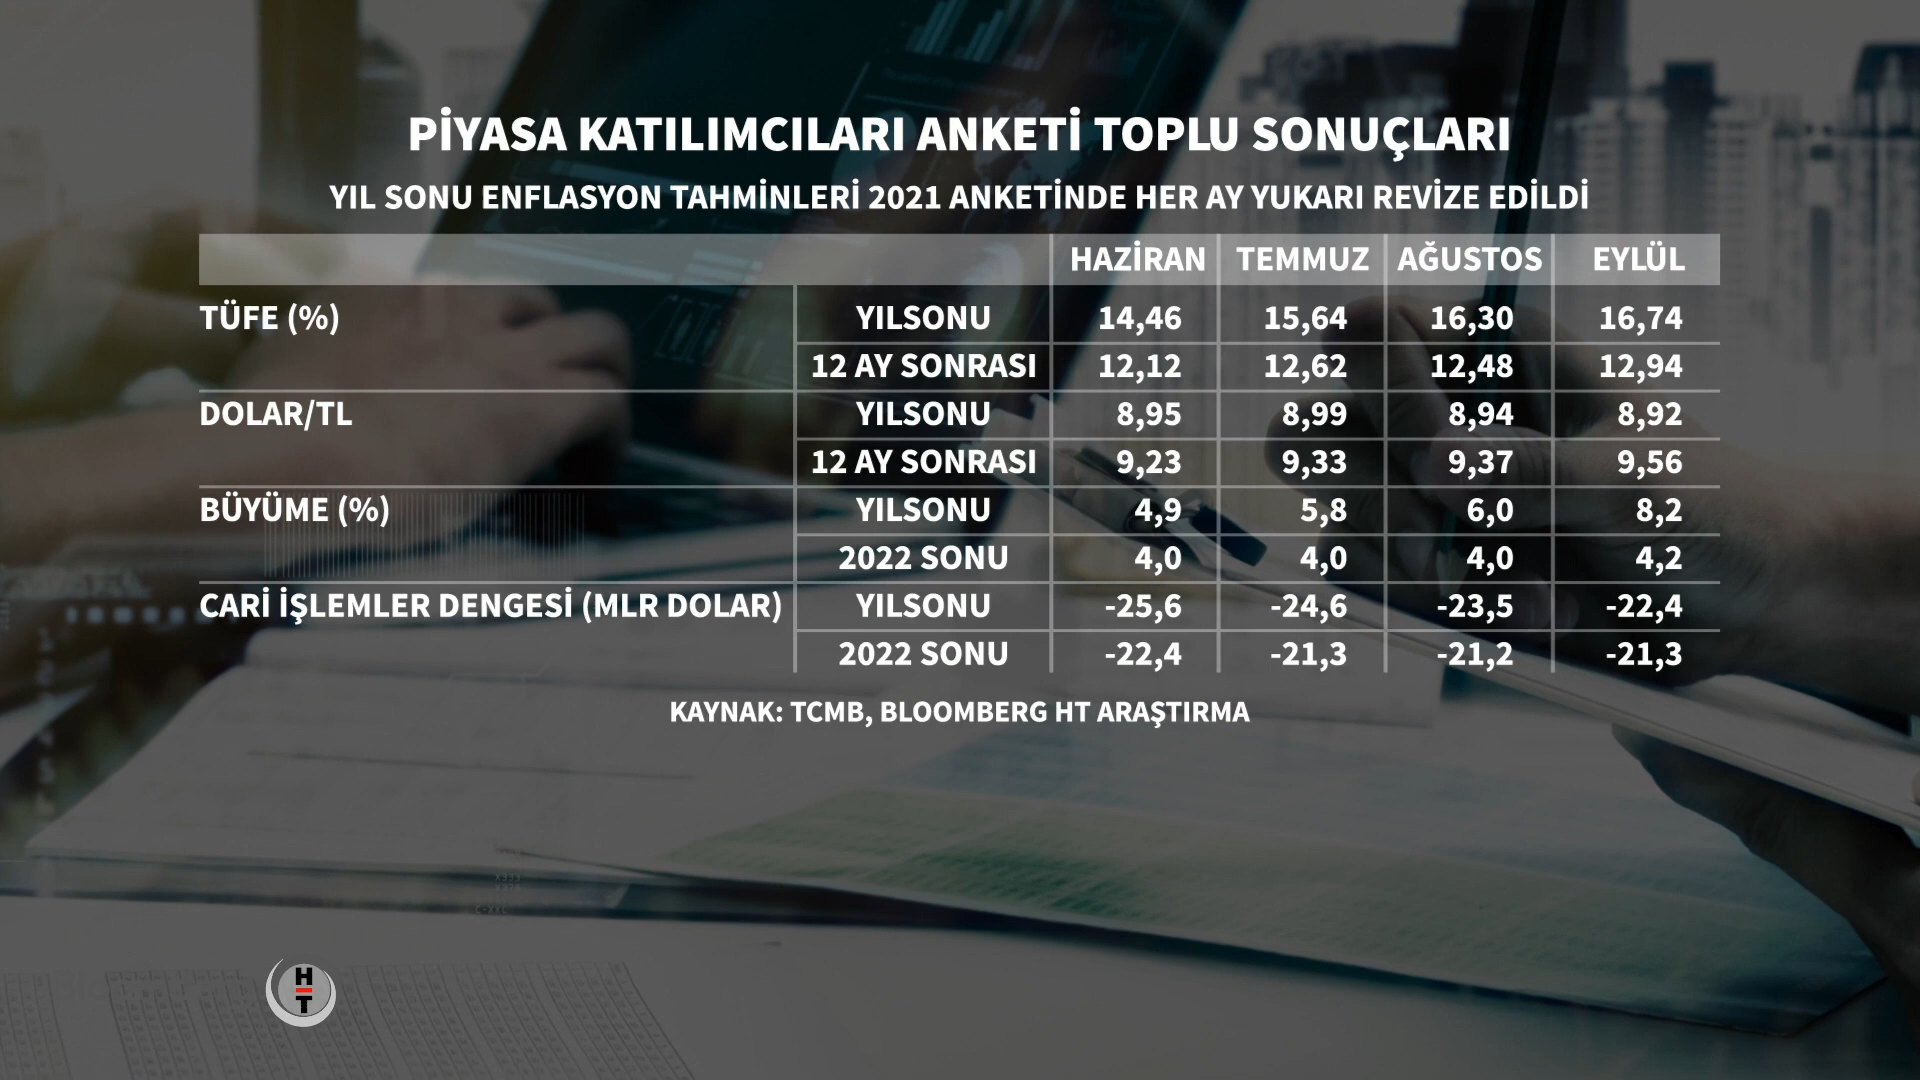 PİYASA KATILIMCILARI ANKETİ TOPLU SONUÇLARI
YIL SONU ENFLASYON TAHMİNLERİ 2021 ANKETİNDE HER AY YUKARI REVİZE EDİLDİ
HAZİRAN TEMMUZ AĞUSTOS EYLÜL
TÜFE (%) YILSONU 14,46 15,64 16,30 16,74
12 AY SONRASI 12,12 12,62 12,48 12,94
DOLAR/TL YILSONU 8,95 8,99 8,94 8,92
12 AY SONRASI 9,23 9,33 9,37 9,56
BÜYÜME (%) YILSONU 4,9 5,8 6,0 8,2
2022 SONU 4,0 4,0 4,0 4,2
CARİ İŞLEMLER DENGESİ (MLR DOLAR) YILSONU -25,6 -24,6 -23,5 -22,4
2022 SONU -22,4 -21,3 -21,2 -21,3
KAYNAK: TCMB, BLOOMBERG HT ARAŞTIRMA
H
T